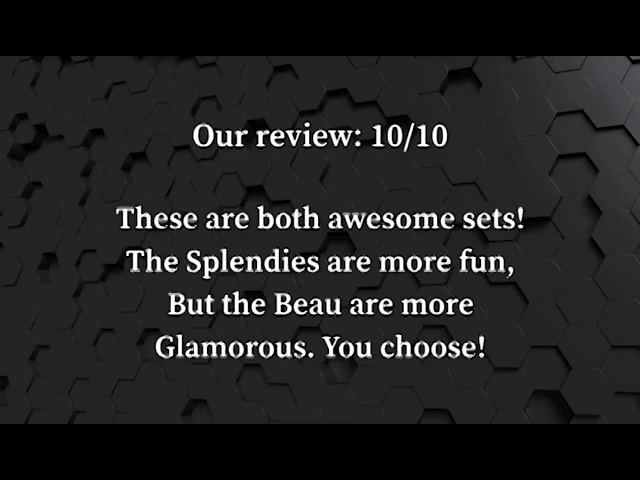 Our review: 10/10
These are both awesome sets!
The Splendies are more fun,
But the Beau are more
Glamorous. You choose!